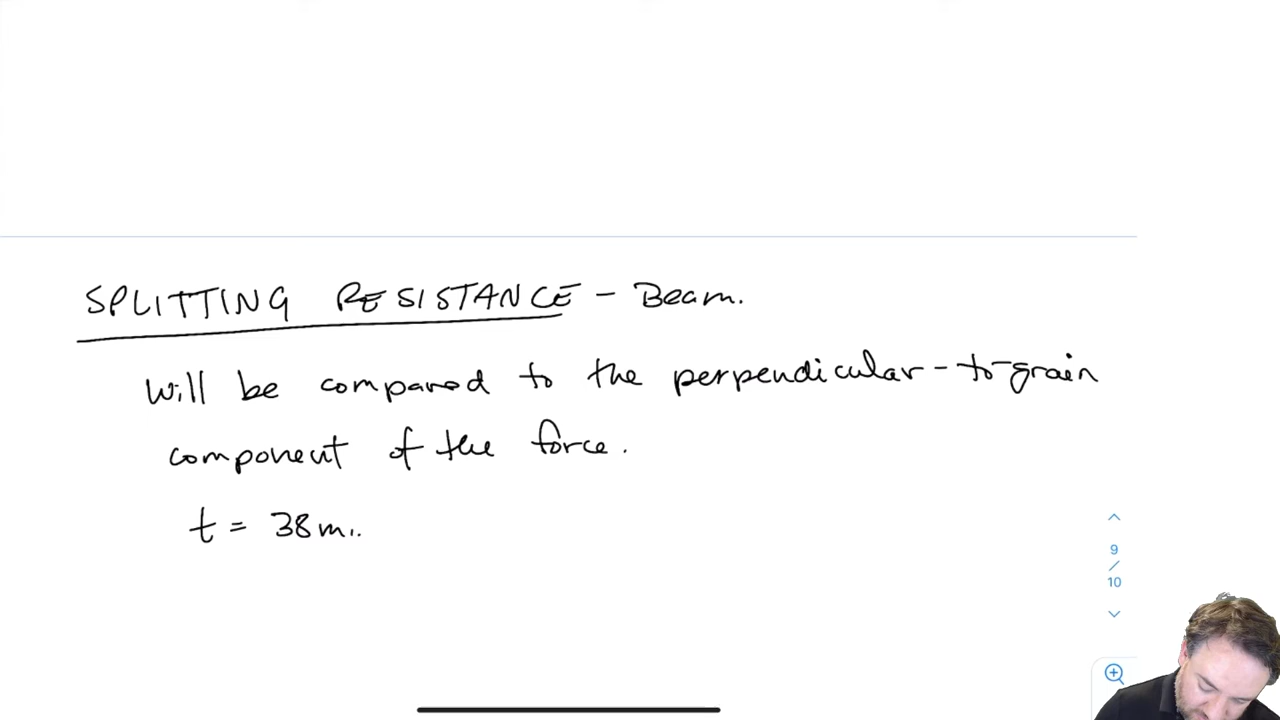 SPLITTING RESISTANCE - Beam.
Will be compared to the perpendicular-to-grain
component of the force.
t = 38m..
9
/
10